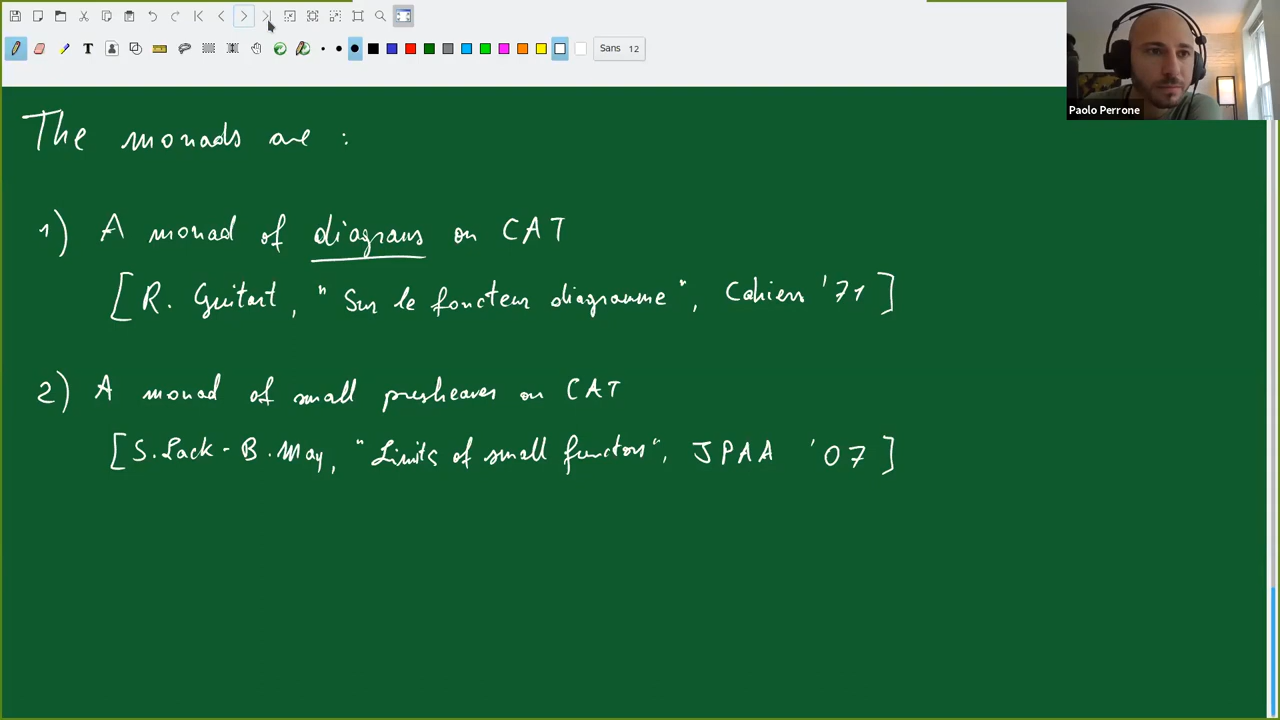 Sans 12
Paolo Perrone
The monads are :
1) A monad of diagrams on CAT
[R. Guitart, "Sur le foncteur diagramme", Cahiers '71]
2) A monad of small presheaves on CAT
[S. Lack - B. May, "Limits of small functors", JPAA '07]